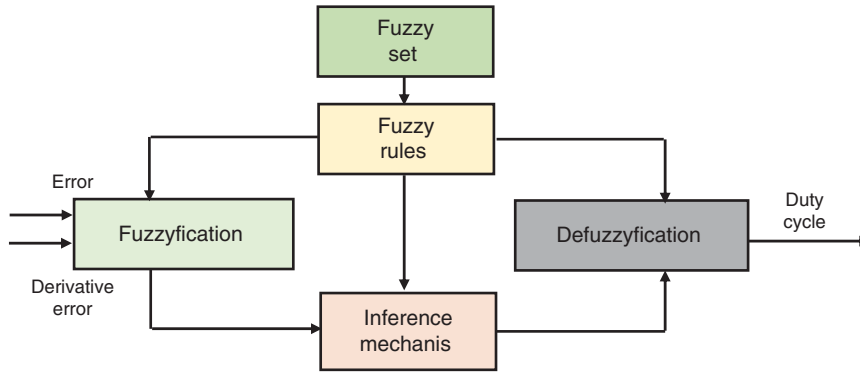 Fuzzy
set
Fuzzy
rules
Error
Fuzzyfication
Derivative
error
Defuzzyfication
Duty
cycle
Inference
mechanis